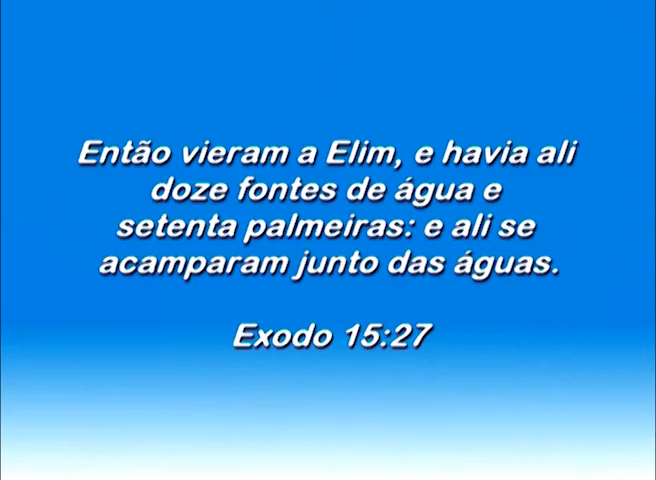 Então vieram a Elim, e havia ali
doze fontes de água e
setenta palmeiras: e ali se
acamparam junto das águas.
Exodo 15:27